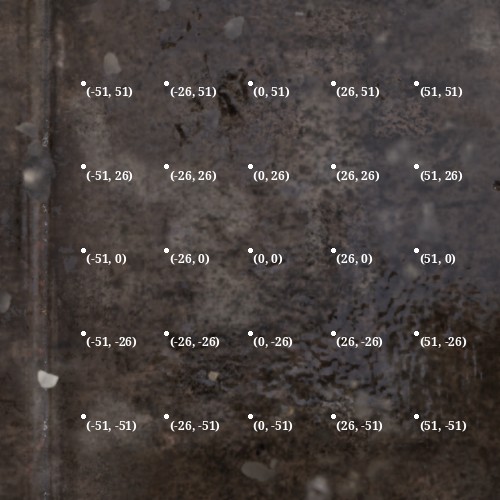 (-51, 51) (-26, 51) (0, 51) (26, 51) (51, 51)
(-51, 26) (-26, 26) (0, 26) (26, 26) (51, 26)
(-51, 0) (-26, 0) (0, 0) (26, 0) (51, 0)
(-51, -26) (-26, -26) (0, -26) (26, -26) (51, -26)
(-51, -51) (-26, -51) (0, -51) (26, -51) (51, -51)